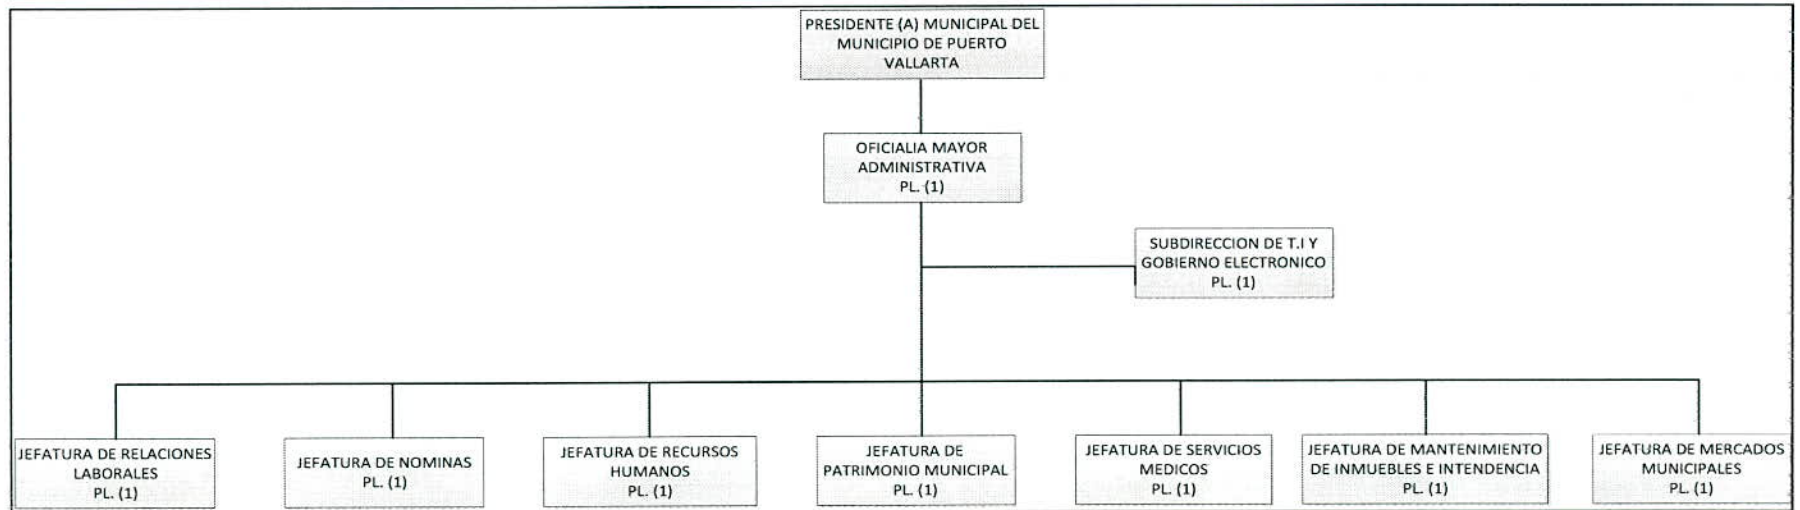 PRESIDENTE (A) MUNICIPAL DEL
MUNICIPIO DE PUERTO
VALLARTA
OFICIALIA MAYOR
ADMINISTRATIVA
PL. (1)
SUBDIRECCION DE T.I Y
GOBIERNO ELECTRONICO
PL. (1)
JEFATURA DE RELACIONES
LABORALES
PL. (1)
JEFATURA DE NOMINAS
PL. (1)
JEFATURA DE RECURSOS
HUMANOS
PL. (1)
JEFATURA DE
PATRIMONIO MUNICIPAL
PL. (1)
JEFATURA DE SERVICIOS
MEDICOS
PL. (1)
JEFATURA DE MANTENIMIENTO
DE INMUEBLES E INTENDENCIA
PL. (1)
JEFATURA DE MERCADOS
MUNICIPALES
PL. (1)